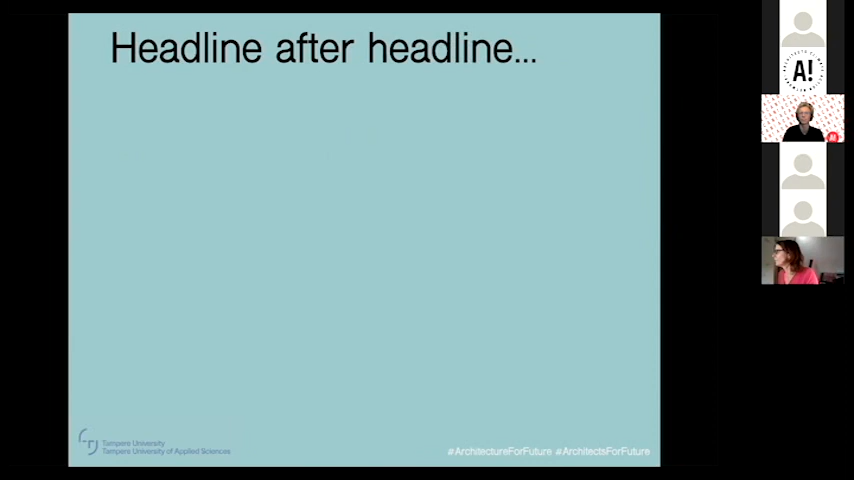 Headline after headline...
A!
Tampere University
Tampere University of Applied Sciences
#ArchitectureForFuture #ArchitectsForFuture